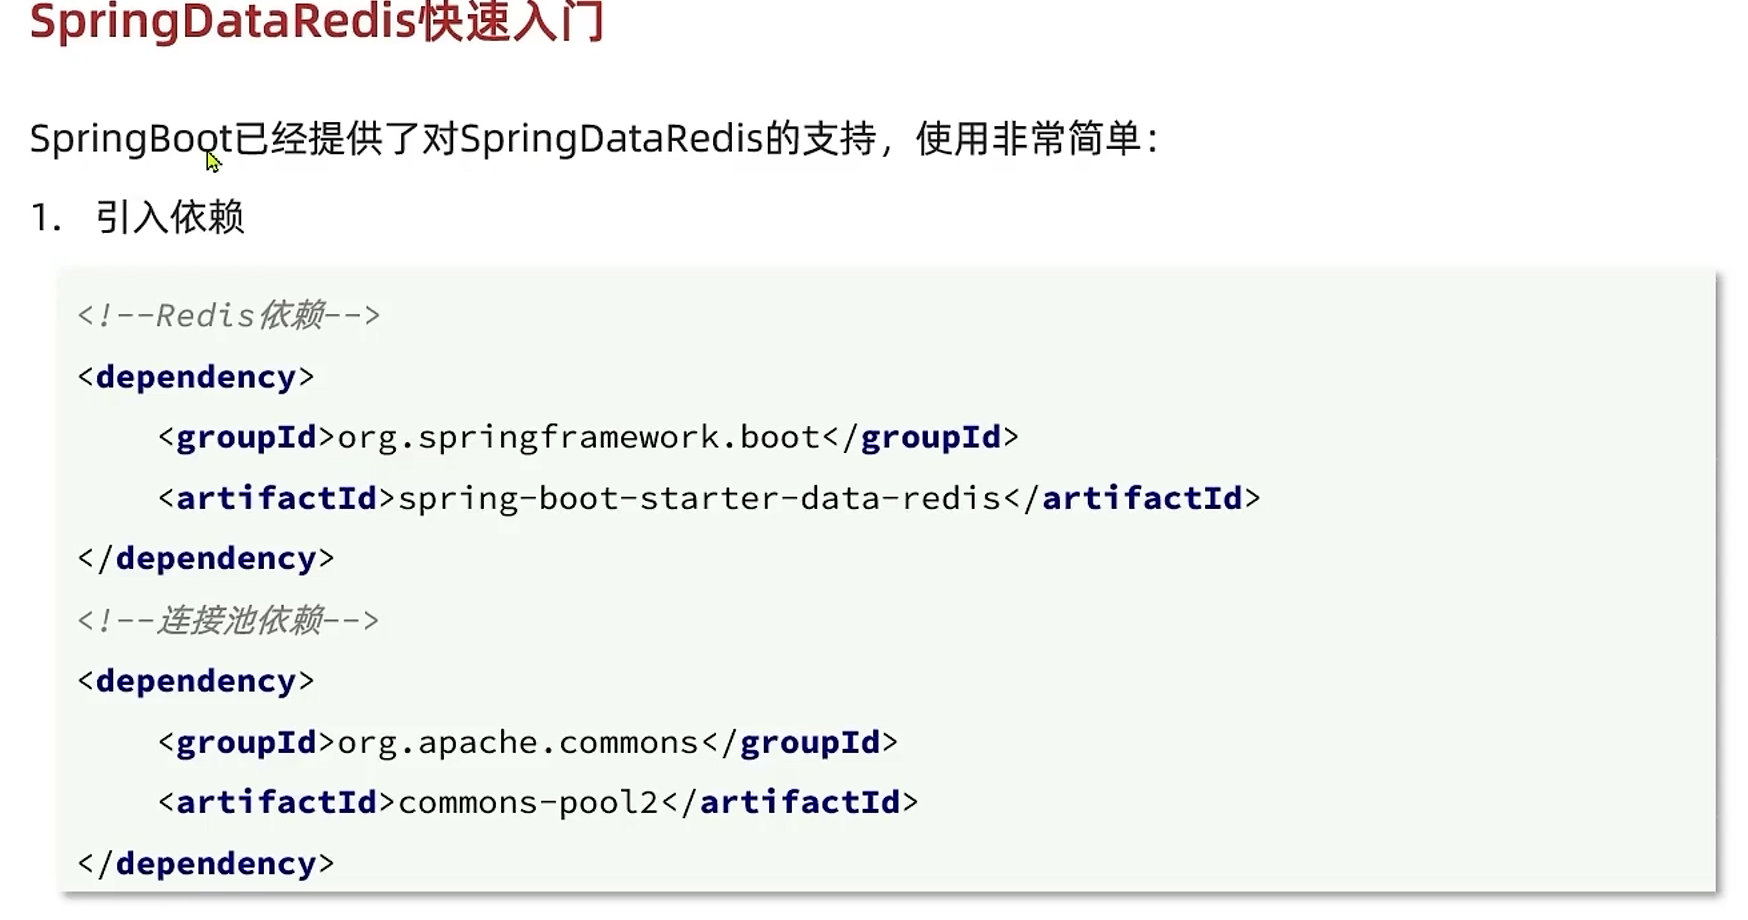 SpringDataRedis快速入门
SpringBoot已经提供了对SpringDataRedis的支持，使用非常简单：
1. 引入依赖
<!--Redis依赖-->
<dependency>
    <groupId>org.springframework.boot</groupId>
    <artifactId>spring-boot-starter-data-redis</artifactId>
</dependency>
<!--连接池依赖-->
<dependency>
    <groupId>org.apache.commons</groupId>
    <artifactId>commons-pool2</artifactId>
</dependency>